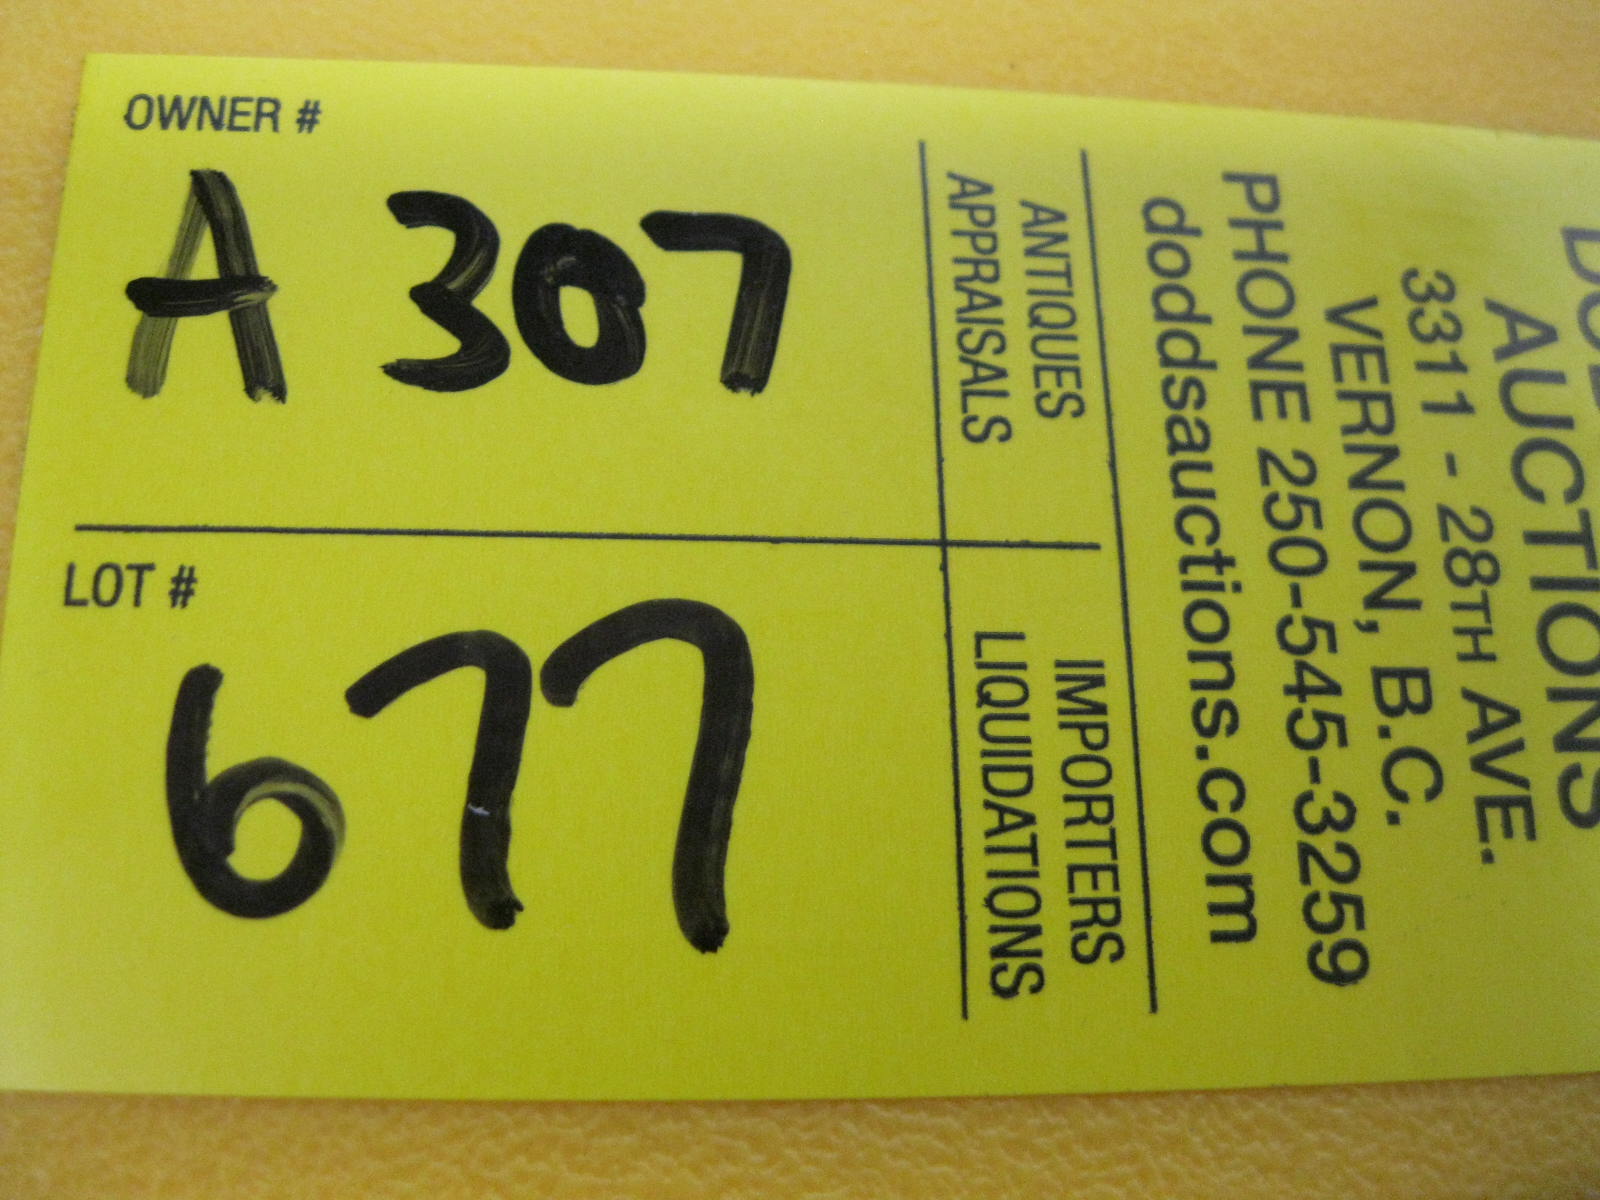 OWNER #
A 307
LOT #
677
AUCTIONS
3311 - 28TH AVE.
VERNON, B.C.
PHONE 250-545-3259
doddsauctions.com
ANTIQUES
APPRAISALS
IMPORTERS
LIQUIDATIONS